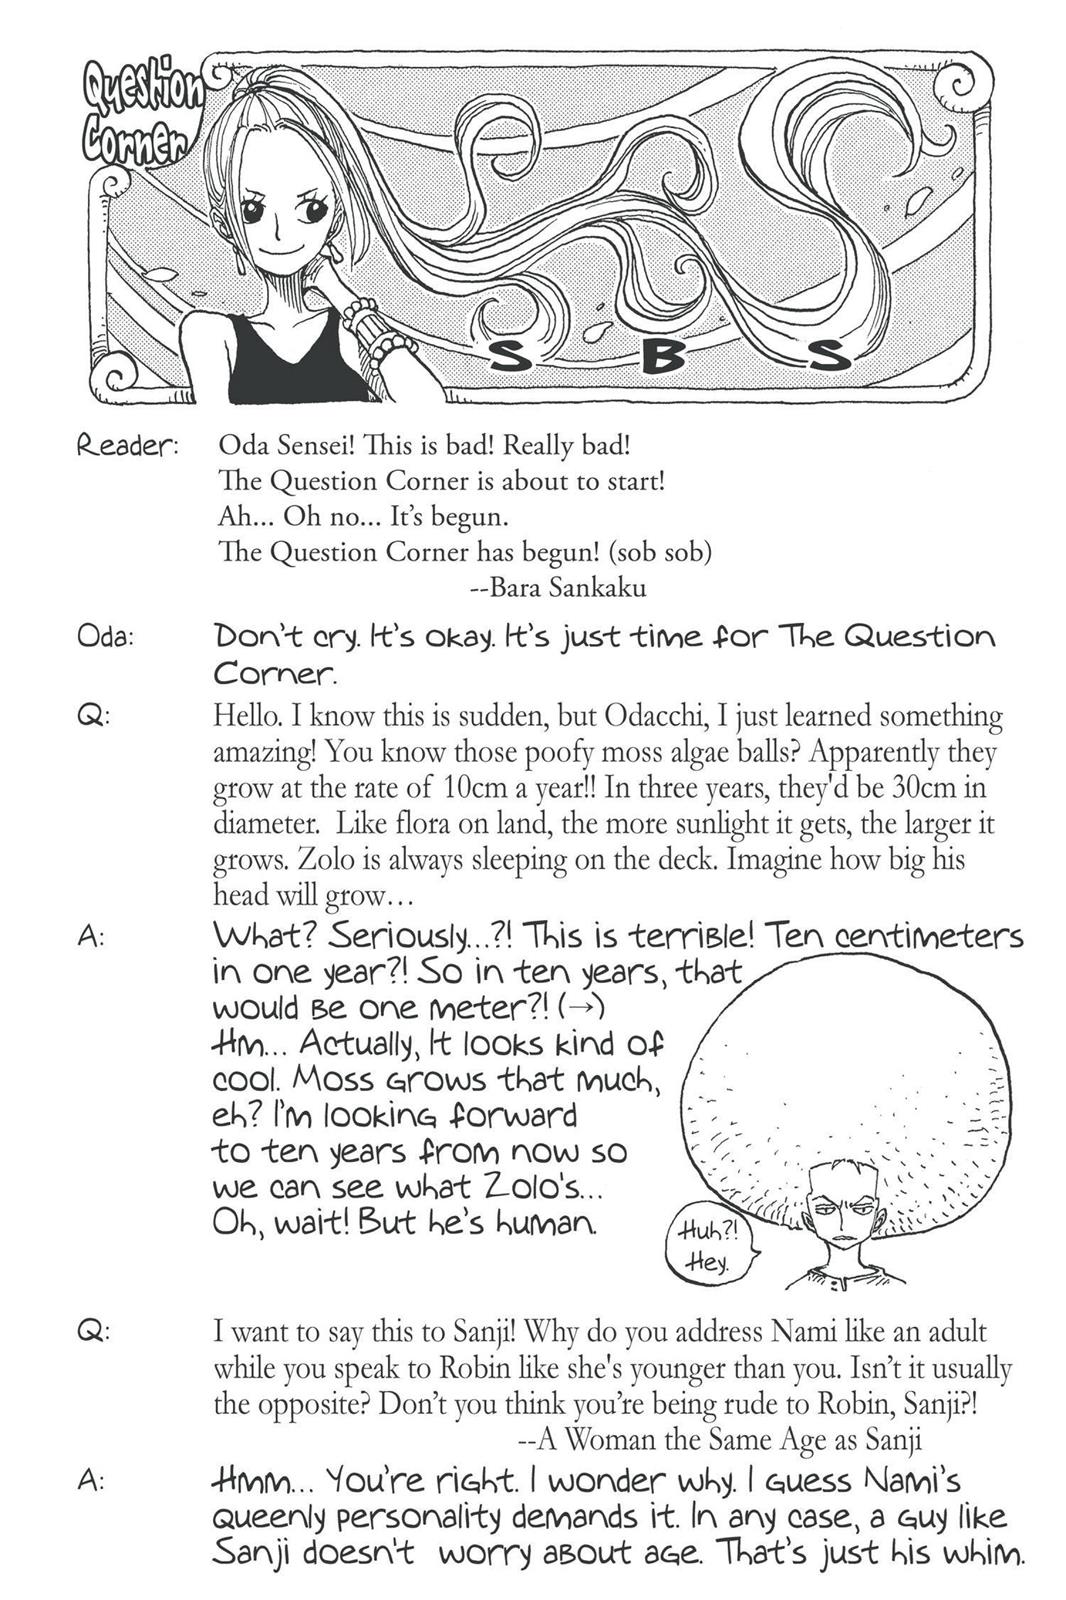 Question
Corner
S B S
Reader: Oda Sensei! This is bad! Really bad!
The Question Corner is about to start!
Ah... Oh no... It's begun.
The Question Corner has begun! (sob sob)
--Bara Sankaku
Oda: Don't cry. It's okay. It's just time for The Question
Corner.
Q: Hello. I know this is sudden, but Odacchi, I just learned something
amazing! You know those poofy moss algae balls? Apparently they
grow at the rate of 10cm a year!! In three years, they'd be 30cm in
diameter. Like flora on land, the more sunlight it gets, the larger it
grows. Zolo is always sleeping on the deck. Imagine how big his
head will grow...
A: What? Seriously...?! This is terrible! Ten centimeters
in one year?! So in ten years, that
would be one meter?! (→)
Hm... Actually, It looks kind of
cool. Moss grows that much,
eh? I'm looking forward
to ten years from now so
we can see what Zolo's...
Oh, wait! But he's human.
Huh?!
Hey.
Q: I want to say this to Sanji! Why do you address Nami like an adult
while you speak to Robin like she's younger than you. Isn't it usually
the opposite? Don't you think you're being rude to Robin, Sanji?!
--A Woman the Same Age as Sanji
A: Hmm... You're right. I wonder why. I guess Nami's
queenly personality demands it. In any case, a guy like
Sanji doesn't worry about age. That's just his whim.